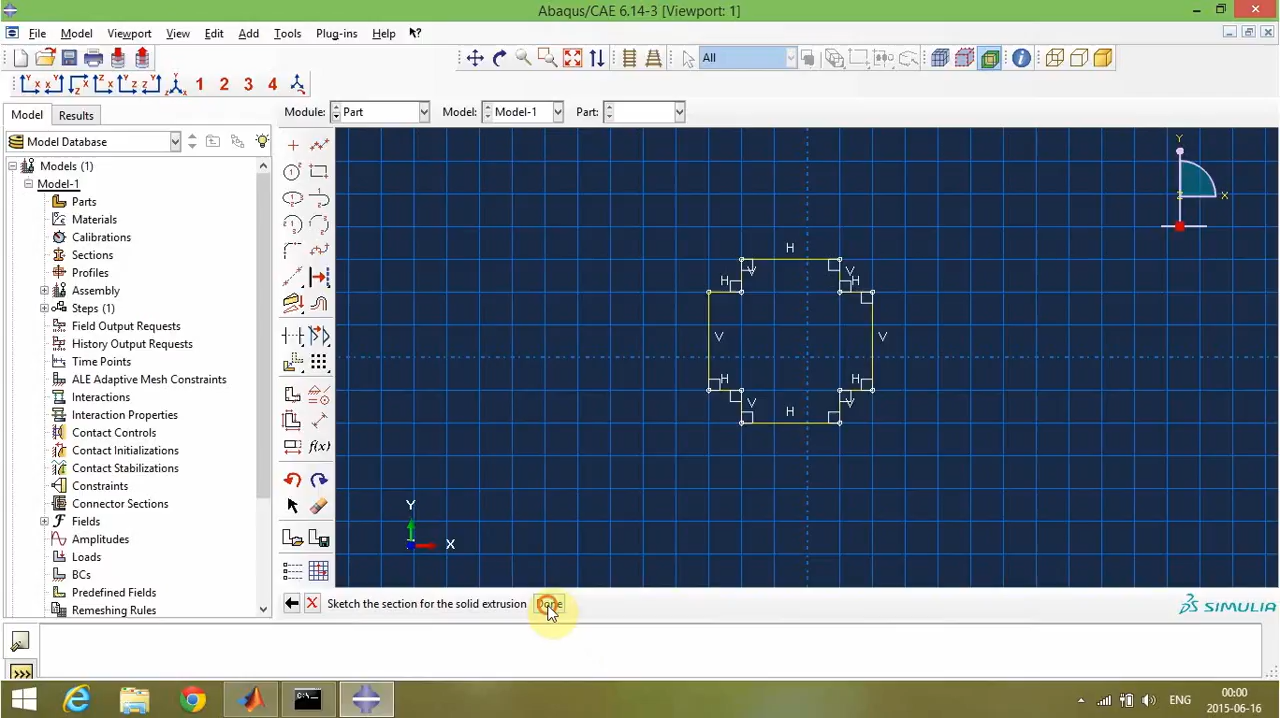 Abaqus/CAE 6.14-3 [Viewport: 1]
File Model Viewport View Edit Add Tools Plug-ins Help
All
1 2 3 4
Model Results
Module: Part Model: Model-1 Part:
Model Database
Models (1)
Model-1
Parts
Materials
Calibrations
Sections
Profiles
Assembly
Steps (1)
Field Output Requests
History Output Requests
Time Points
ALE Adaptive Mesh Constraints
Interactions
Interaction Properties
Contact Controls
Contact Initializations
Contact Stabilizations
Constraints
Connector Sections
Fields
Amplitudes
Loads
BCs
Predefined Fields
Remeshing Rules
f(x)
Y
Z X
H
V V
H H
V V
H H
V V
H
Y
X
Sketch the section for the solid extrusion Done
SIMULIA
>>>
ENG
00:00
2015-06-16